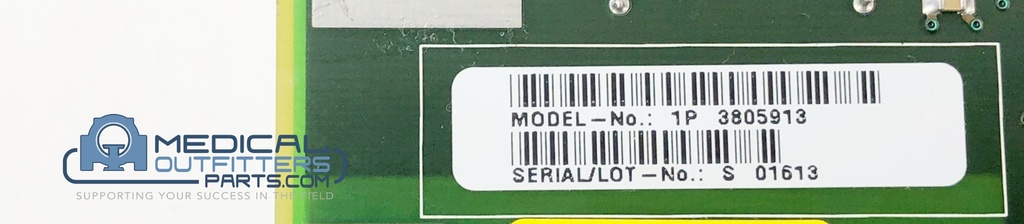 MEDICAL
OUTFITTERS
PARTS.COM
SUPPORTING YOUR SUCCESS IN THE FIELD
MODEL-No.: 1P 3805913
SERIAL/LOT-No.: S 01613